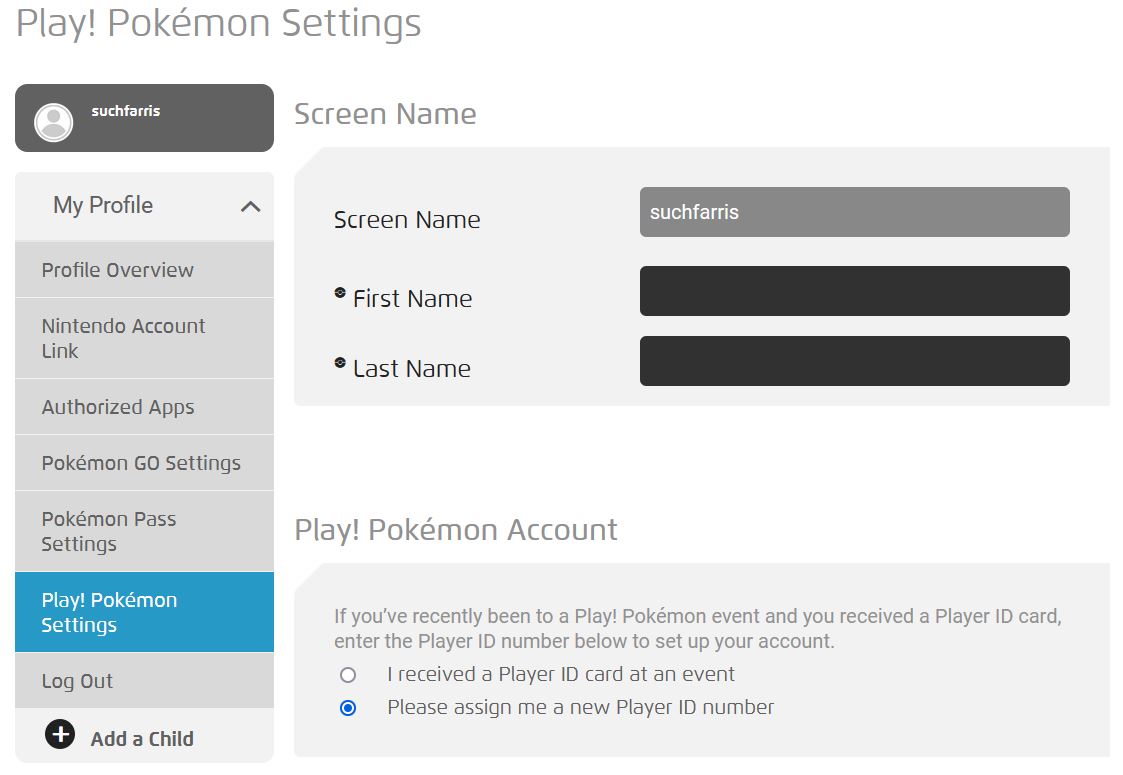 Play! Pokémon Settings
suchfarris
My Profile
Profile Overview
Nintendo Account
Link
Authorized Apps
Pokémon GO Settings
Pokémon Pass
Settings
Play! Pokémon
Settings
Log Out
Add a Child
Screen Name
Screen Name
suchfarris
First Name
Last Name
Play! Pokémon Account
If you’ve recently been to a Play! Pokémon event and you received a Player ID card,
enter the Player ID number below to set up your account.
I received a Player ID card at an event
Please assign me a new Player ID number